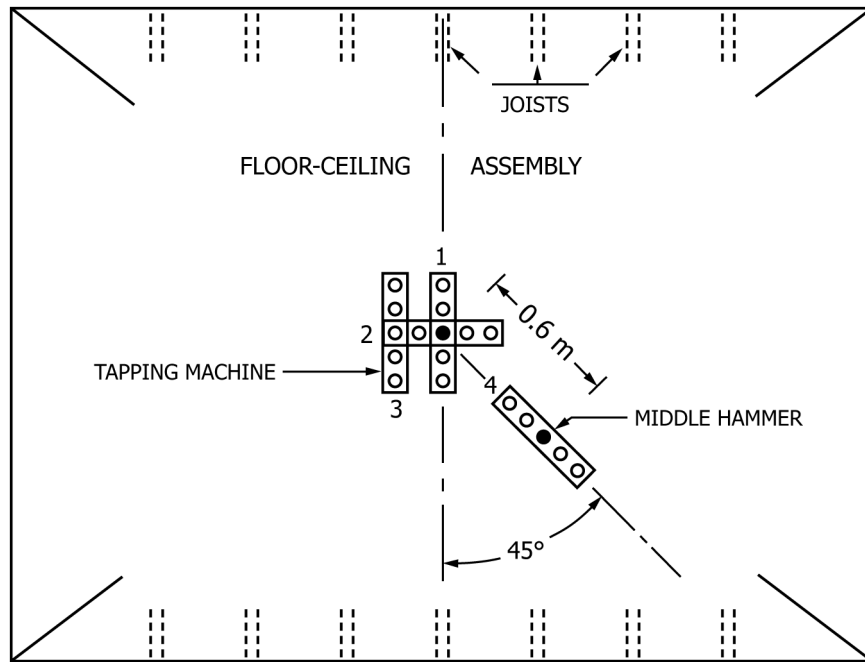 JOISTS
FLOOR-CEILING ASSEMBLY
1
0.6 m
2
TAPPING MACHINE
4
3
MIDDLE HAMMER
45°